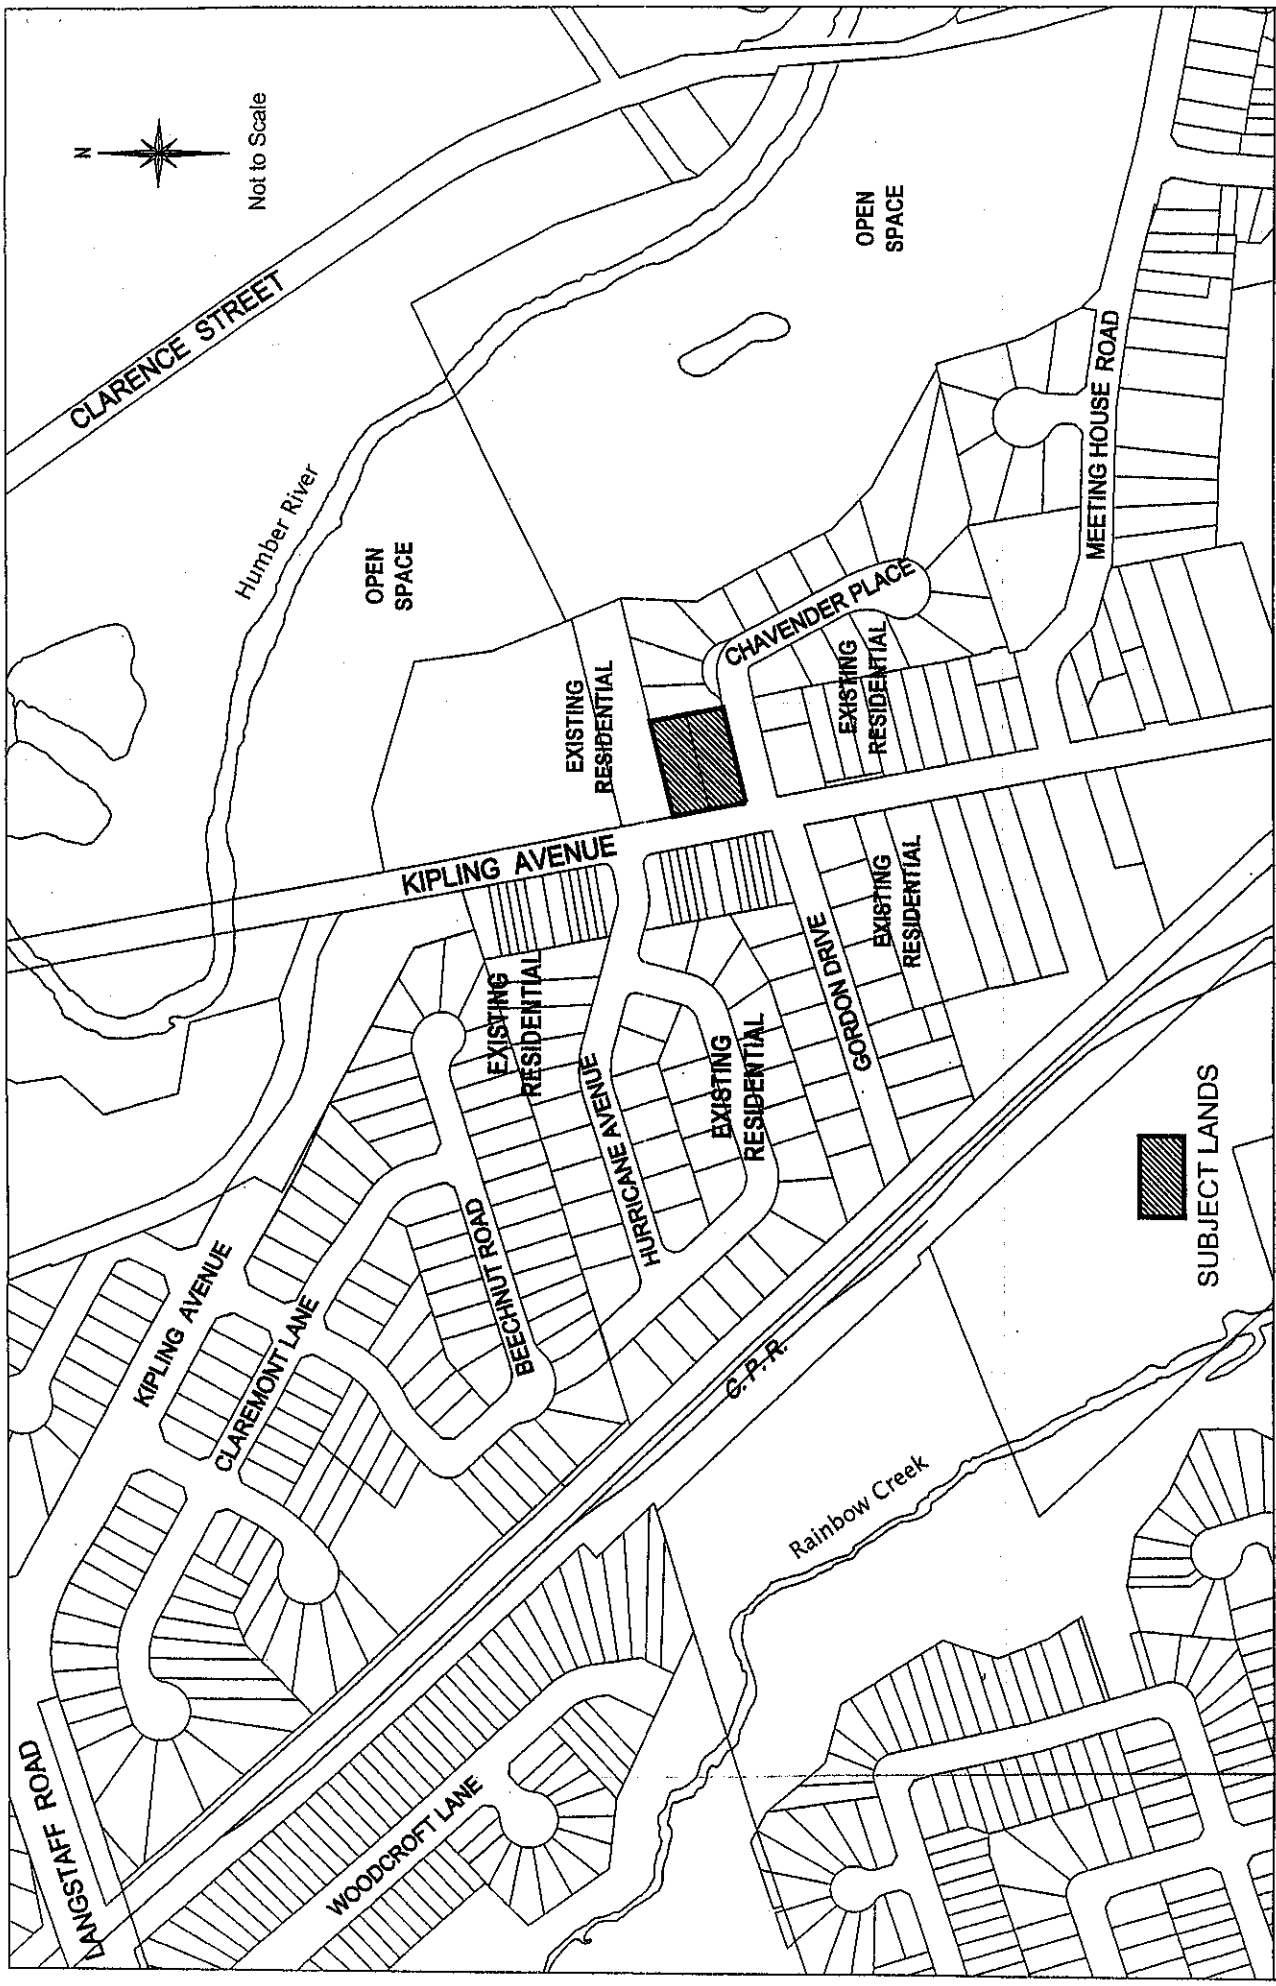 N
Not to Scale
CLARENCE STREET
Humber River
OPEN
SPACE
OPEN
SPACE
MEETING HOUSE ROAD
CHAVENDER PLACE
EXISTING
RESIDENTIAL
EXISTING
RESIDENTIAL
KIPLING AVENUE
EXISTING
RESIDENTIAL
GORDON DRIVE
EXISTING
RESIDENTIAL
EXISTING
RESIDENTIAL
HURRICANE AVENUE
BEECHNUT ROAD
KIPLING AVENUE
CLAREMONT LANE
C.P.R.
SUBJECT LANDS
Rainbow Creek
LANGSTAFF ROAD
WOODCROFT LANE